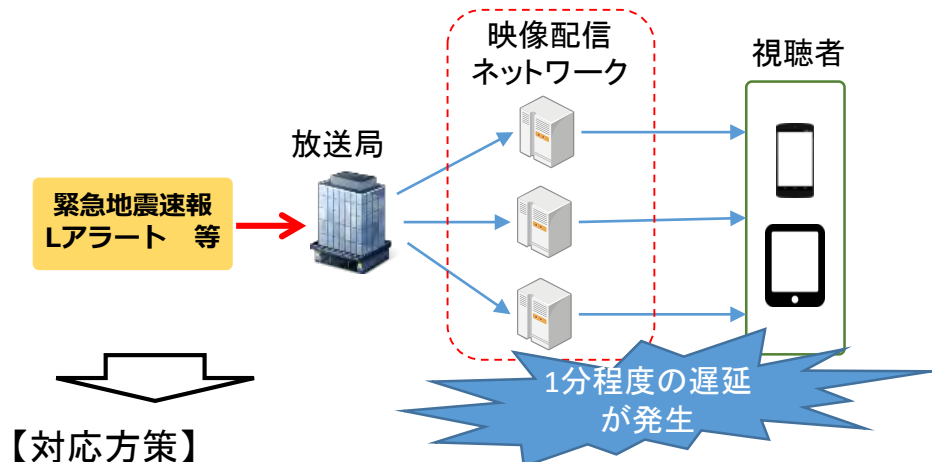 映像配信
ネットワーク
視聴者
放送局
緊急地震速報
Lアラート　等
1分程度の遅延
が発生
【対応方策】